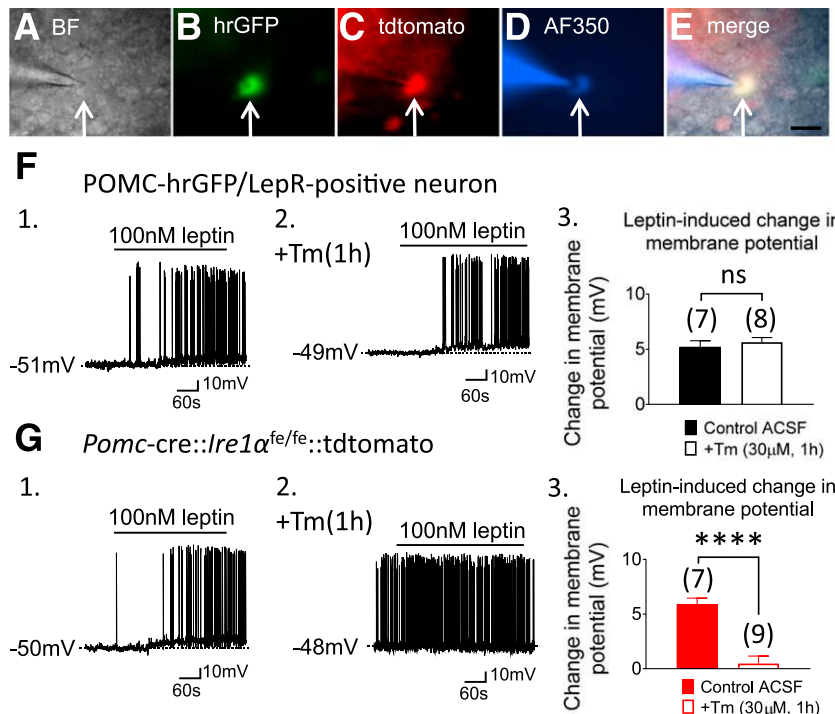 A BF
B hrGFP
C tdtomato
D AF350
E merge
F
POMC-hrGFP/LepR-positive neuron
1.
100nM leptin
-51mV
10mV
60s
2.
+Tm(1h)
100nM leptin
-49mV
10mV
60s
3.
Leptin-induced change in
membrane potential
Change in membrane
potential (mV)
10
5
0
ns
(7)
(8)
Control ACSF
+Tm (30µM, 1h)
G
Pomc-cre::Ire1α^fe/fe::tdtomato
1.
100nM leptin
-50mV
10mV
60s
2.
+Tm(1h)
100nM leptin
-48mV
10mV
60s
3.
Leptin-induced change in
membrane potential
Change in membrane
potential (mV)
10
5
0
****
(7)
(9)
Control ACSF
+Tm (30µM, 1h)